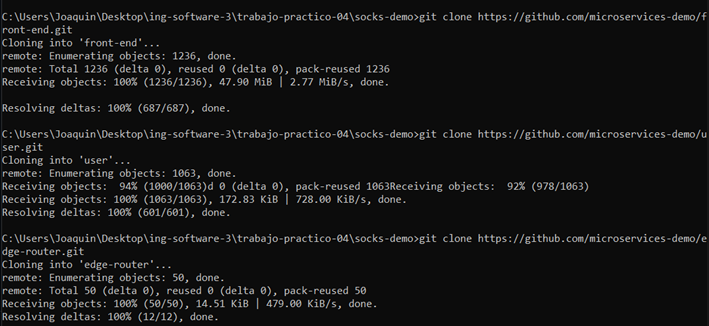 C:\Users\Joaquin\Desktop\ing-software-3\trabajo-practico-04\socks-demo>git clone https://github.com/microservices-demo/f
ront-end.git
Cloning into 'front-end'...
remote: Enumerating objects: 1236, done.
remote: Total 1236 (delta 0), reused 0 (delta 0), pack-reused 1236
Receiving objects: 100% (1236/1236), 47.90 MiB | 2.77 MiB/s, done.
Resolving deltas: 100% (687/687), done.
C:\Users\Joaquin\Desktop\ing-software-3\trabajo-practico-04\socks-demo>git clone https://github.com/microservices-demo/u
ser.git
Cloning into 'user'...
remote: Enumerating objects: 1063, done.
Receiving objects:  94% (1000/1063)d 0 (delta 0), pack-reused 1063Receiving objects:  92% (978/1063)
Receiving objects: 100% (1063/1063), 172.83 KiB | 728.00 KiB/s, done.
Resolving deltas: 100% (601/601), done.
C:\Users\Joaquin\Desktop\ing-software-3\trabajo-practico-04\socks-demo>git clone https://github.com/microservices-demo/e
dge-router.git
Cloning into 'edge-router'...
remote: Enumerating objects: 50, done.
remote: Total 50 (delta 0), reused 0 (delta 0), pack-reused 50
Receiving objects: 100% (50/50), 14.51 KiB | 479.00 KiB/s, done.
Resolving deltas: 100% (12/12), done.